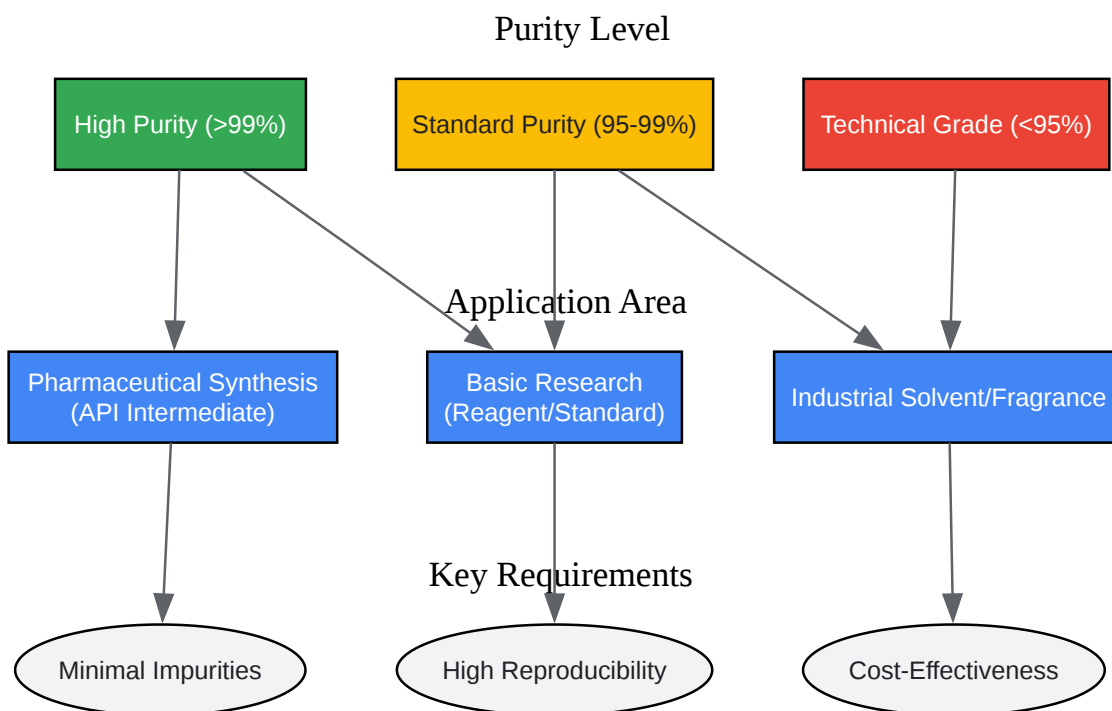 Purity Level
High Purity (>99%)
Standard Purity (95-99%)
Technical Grade (<95%)
Application Area
Pharmaceutical Synthesis
(API Intermediate)
Basic Research
(Reagent/Standard)
Industrial Solvent/Fragrance
Key Requirements
Minimal Impurities
High Reproducibility
Cost-Effectiveness